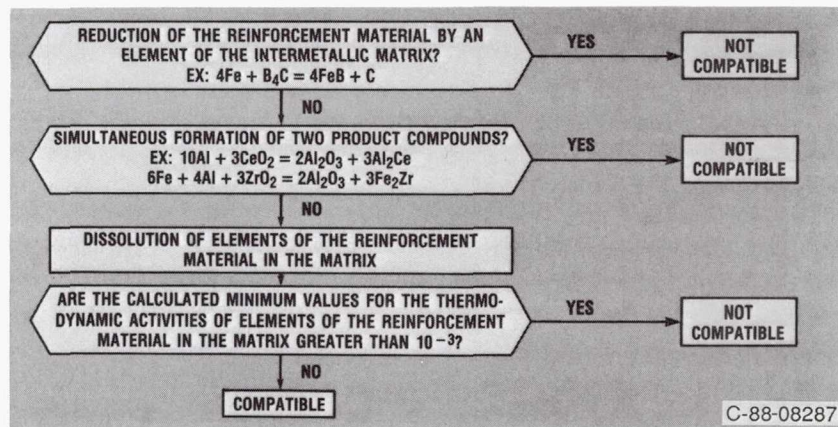 REDUCTION OF THE REINFORCEMENT MATERIAL BY AN
ELEMENT OF THE INTERMETALLIC MATRIX?
EX: 4Fe + B₄C = 4FeB + C
YES
NOT
COMPATIBLE
NO
SIMULTANEOUS FORMATION OF TWO PRODUCT COMPOUNDS?
EX: 10Al + 3CeO₂ = 2Al₂O₃ + 3Al₂Ce
6Fe + 4Al + 3ZrO₂ = 2Al₂O₃ + 3Fe₂Zr
YES
NOT
COMPATIBLE
NO
DISSOLUTION OF ELEMENTS OF THE REINFORCEMENT
MATERIAL IN THE MATRIX
ARE THE CALCULATED MINIMUM VALUES FOR THE THERMO-
DYNAMIC ACTIVITIES OF ELEMENTS OF THE REINFORCEMENT
MATERIAL IN THE MATRIX GREATER THAN 10⁻³?
YES
NOT
COMPATIBLE
NO
COMPATIBLE
C-88-08287